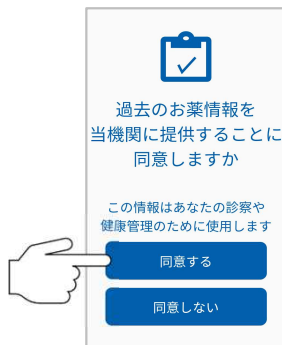 過去のお薬情報を
当機関に提供することに
同意しますか
この情報はあなたの診察や
健康管理のために使用します
同意する
同意しない